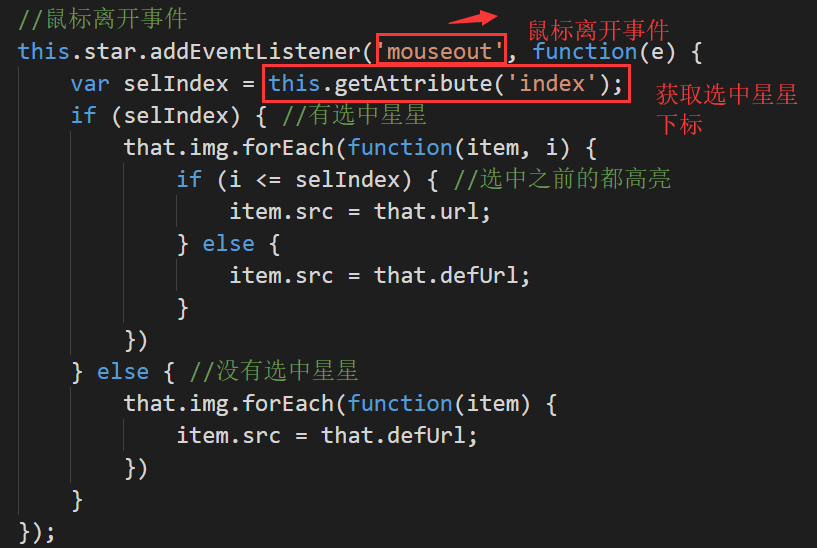 //鼠标离开事件
this.star.addEventListener('mouseout', function(e) {
鼠标离开事件
var selIndex = this.getAttribute('index');
获取选中星星
下标
if (selIndex) { //有选中星星
that.img.forEach(function(item, i) {
if (i <= selIndex) { //选中之前的都高亮
item.src = that.url;
} else {
item.src = that.defUrl;
}
})
} else { //没有选中星星
that.img.forEach(function(item) {
item.src = that.defUrl;
})
}
});